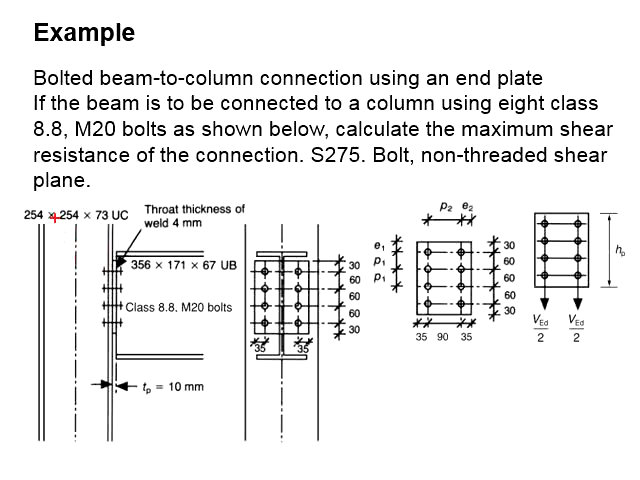 Example
Bolted beam-to-column connection using an end plate
If the beam is to be connected to a column using eight class
8.8, M20 bolts as shown below, calculate the maximum shear
resistance of the connection. S275. Bolt, non-threaded shear
plane.
254 × 254 × 73 UC
Throat thickness of
weld 4 mm
356 × 171 × 67 UB
Class 8.8. M20 bolts
tp = 10 mm
30
60
60
60
30
35
35
p2 e2
e1
p1
p1
30
60
60
60
30
35 90 35
hp
VEd
2
VEd
2